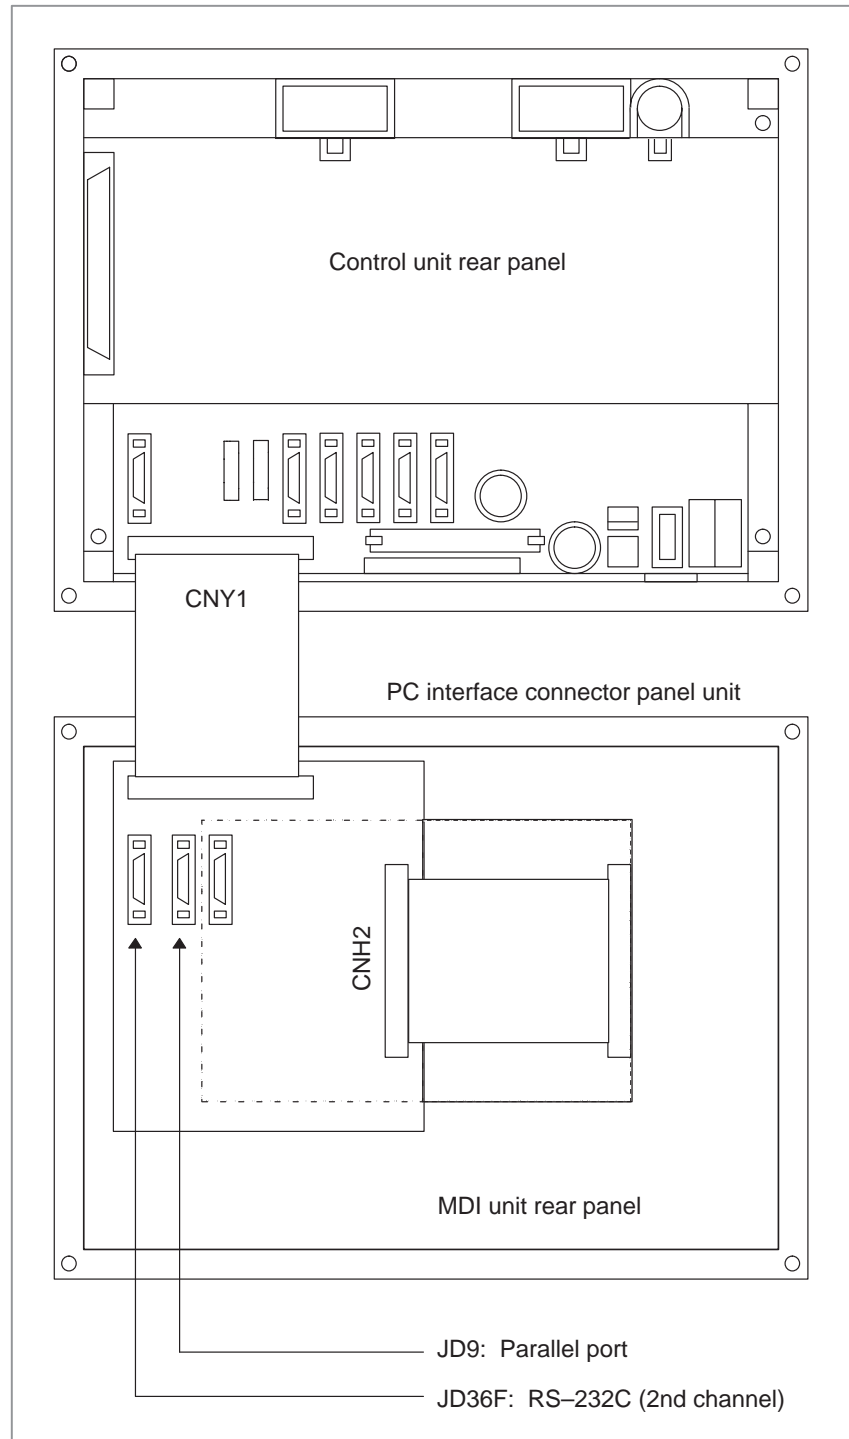 Control unit rear panel
CNY1
PC interface connector panel unit
CNH2
MDI unit rear panel
JD9: Parallel port
JD36F: RS–232C (2nd channel)